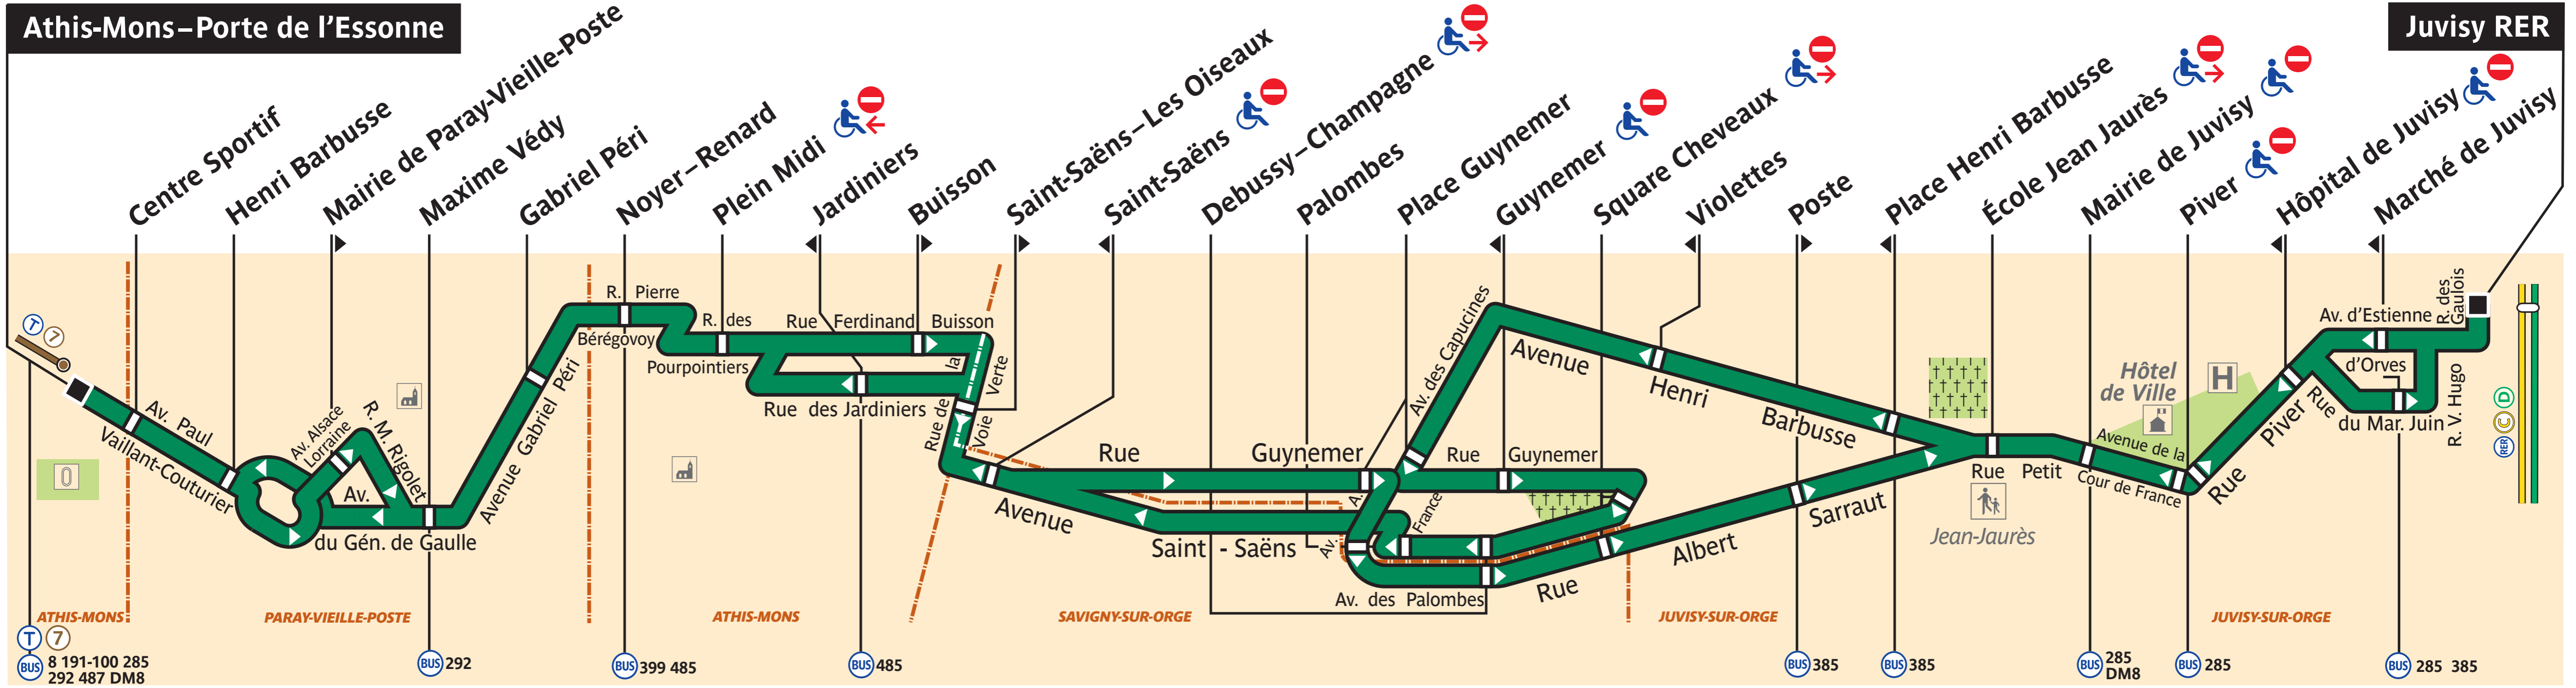 Athis-Mons–Porte de l'Essonne
Juvisy RER
Centre Sportif
Henri Barbusse
Mairie de Paray-Vieille-Poste
Maxime Védy
Gabriel Péri
Noyer–Renard
Plein Midi
Jardiniers
Buisson
Saint-Saëns–Les Oiseaux
Saint-Saëns
Debussy–Champagne
Palombes
Place Guynemer
Guynemer
Square Cheveaux
Violettes
Poste
Place Henri Barbusse
École Jean Jaurès
Mairie de Juvisy
Piver
Hôpital de Juvisy
Marché de Juvisy
T 7
Av. Paul
Vaillant-Couturier
Av. Alsace
Lorraine
R. M. Rigolet
Av.
du Gén. de Gaulle
Avenue Gabriel Péri
R. Pierre
Bérégovoy
R. des
Pourpointiers
Rue Ferdinand Buisson
Rue des Jardiniers
Rue de la
Voie Verte
Rue Guynemer
Avenue
Saint - Saëns
Av. des Capucines
Rue Guynemer
Av. A. France
Av. des Palombes
Avenue Henri Barbusse
Rue Albert Sarraut
Rue Petit
Jean-Jaurès
Avenue de la
Cour de France
Hôtel
de Ville
H
Rue Piver
Rue
du Mar. Juin
Av. d'Estienne
d'Orves
R. des
Gaulois
R. V. Hugo
RER C D
ATHIS-MONS
PARAY-VIEILLE-POSTE
ATHIS-MONS
SAVIGNY-SUR-ORGE
JUVISY-SUR-ORGE
JUVISY-SUR-ORGE
T 7
BUS 8 191-100 285
292 487 DM8
BUS 292
BUS 399 485
BUS 485
BUS 385
BUS 385
BUS 285
DM8
BUS 285
BUS 285 385